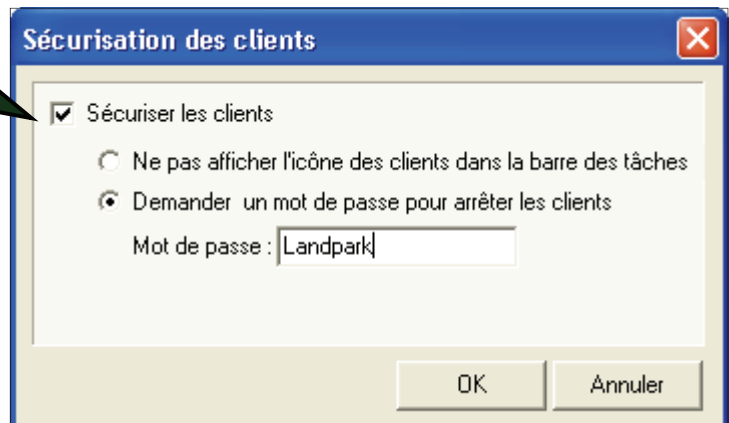 Sécurisation des clients
Sécuriser les clients
Ne pas afficher l'icône des clients dans la barre des tâches
Demander un mot de passe pour arrêter les clients
Mot de passe : Landpark
OK Annuler